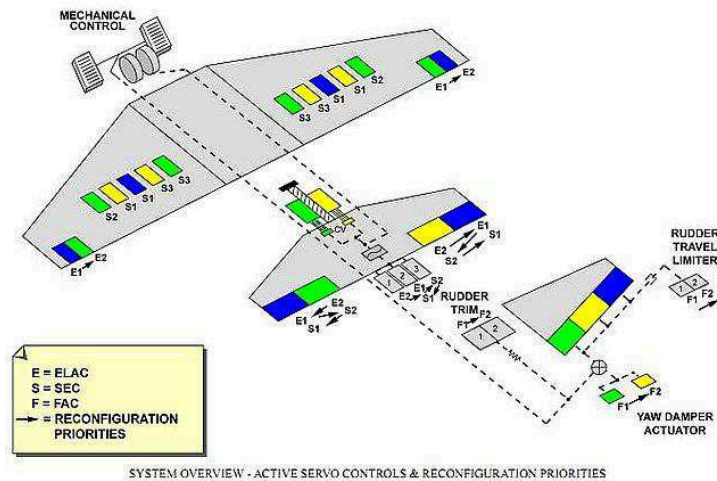 MECHANICAL
CONTROL
S3
S3
S1
S1
S2
E1
E2
S2
S1
S1
S3
S3
E1
E2
CV
E2
E1
S2
S1
E1
E2
S1
S2
1
2
3
E2
E1
S1
S2
RUDDER
TRIM
F1
F2
1
2
RUDDER
TRAVEL
LIMITER
1
2
F1
F2
F1
F2
YAW DAMPER
ACTUATOR
E = ELAC
S = SEC
F = FAC
= RECONFIGURATION
PRIORITIES
SYSTEM OVERVIEW - ACTIVE SERVO CONTROLS & RECONFIGURATION PRIORITIES